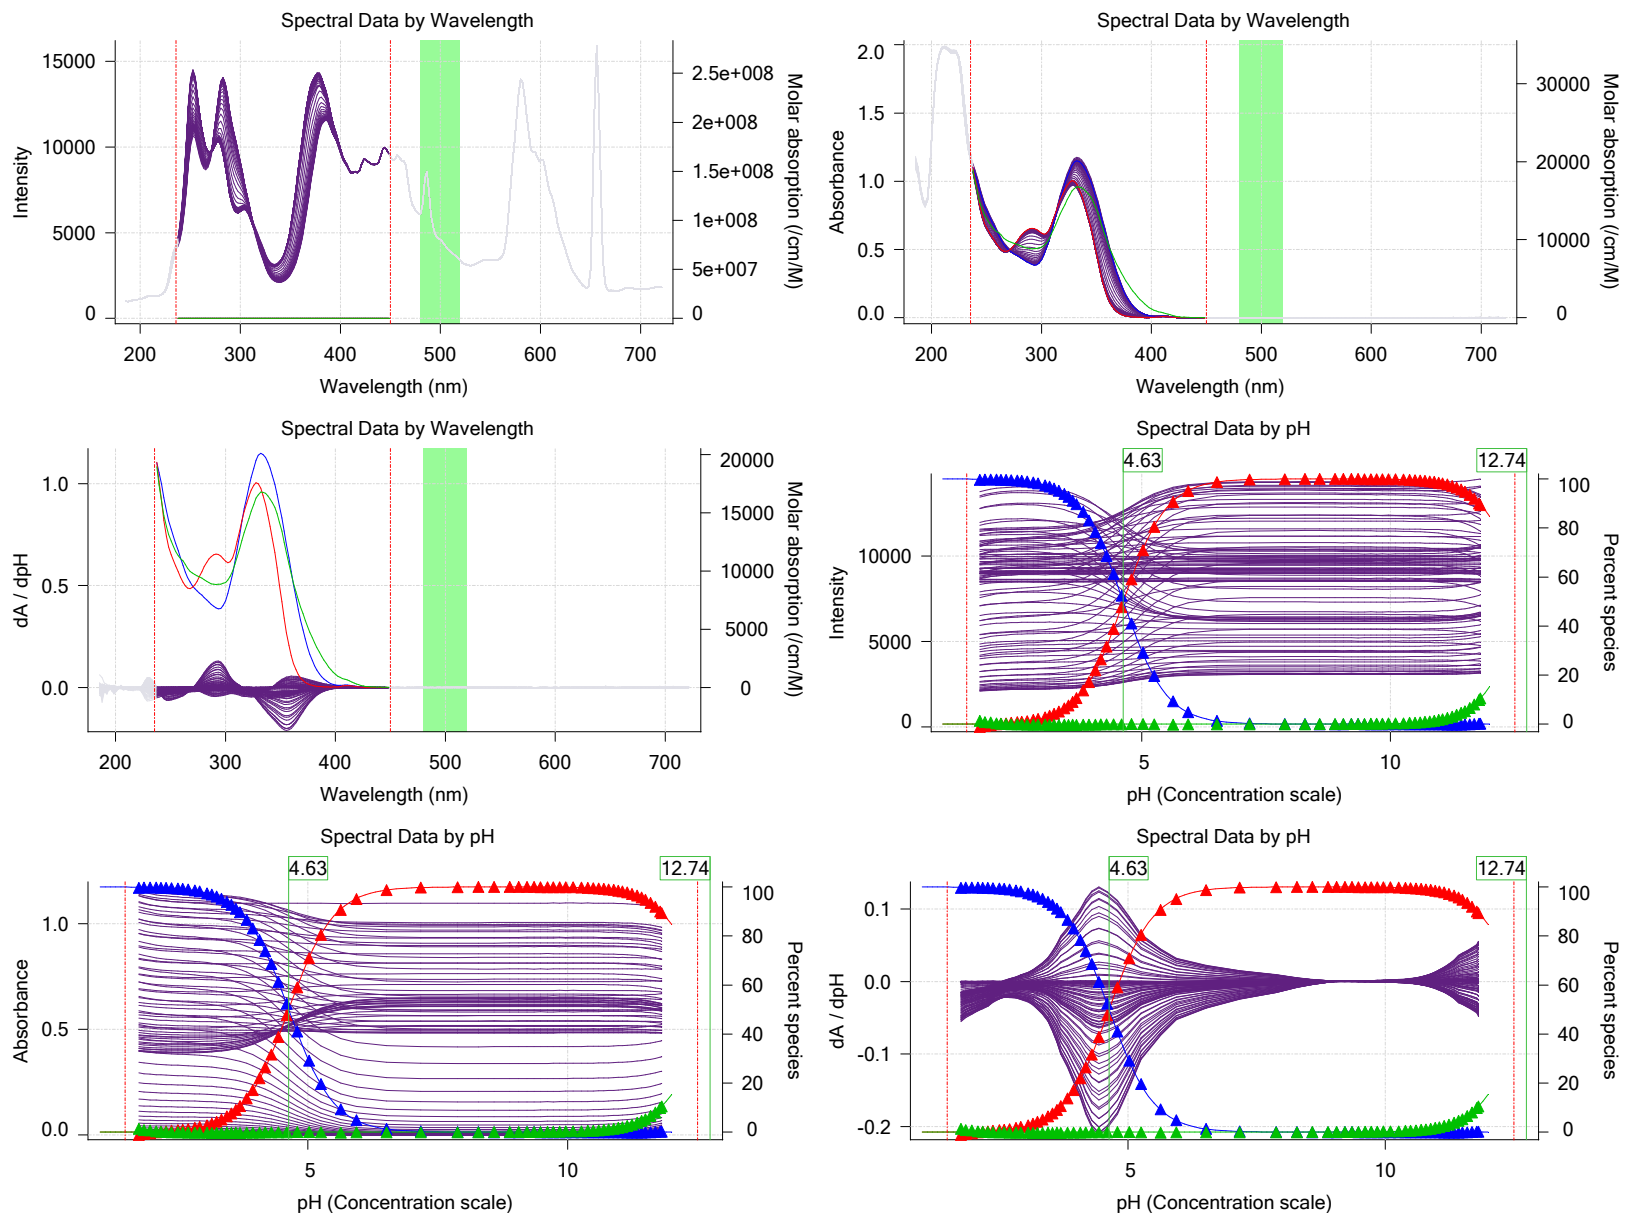 Spectral Data by Wavelength
15000
10000
5000
0
Intensity
2.5e+008
2e+008
1.5e+008
1e+008
5e+007
0
Molar absorption (/cm/M)
200 300 400 500 600 700
Wavelength (nm)
Spectral Data by Wavelength
2.0
1.5
1.0
0.5
0.0
Absorbance
30000
20000
10000
0
Molar absorption (/cm/M)
200 300 400 500 600 700
Wavelength (nm)
Spectral Data by Wavelength
1.0
0.5
0.0
dA / dpH
20000
15000
10000
5000
0
Molar absorption (/cm/M)
200 300 400 500 600 700
Wavelength (nm)
Spectral Data by pH
4.63 12.74
10000
5000
0
Intensity
100
80
60
40
20
0
Percent species
5 10
pH (Concentration scale)
Spectral Data by pH
4.63 12.74
1.0
0.5
0.0
Absorbance
100
80
60
40
20
0
Percent species
5 10
pH (Concentration scale)
Spectral Data by pH
4.63 12.74
0.1
0.0
-0.1
-0.2
dA / dpH
100
80
60
40
20
0
Percent species
5 10
pH (Concentration scale)